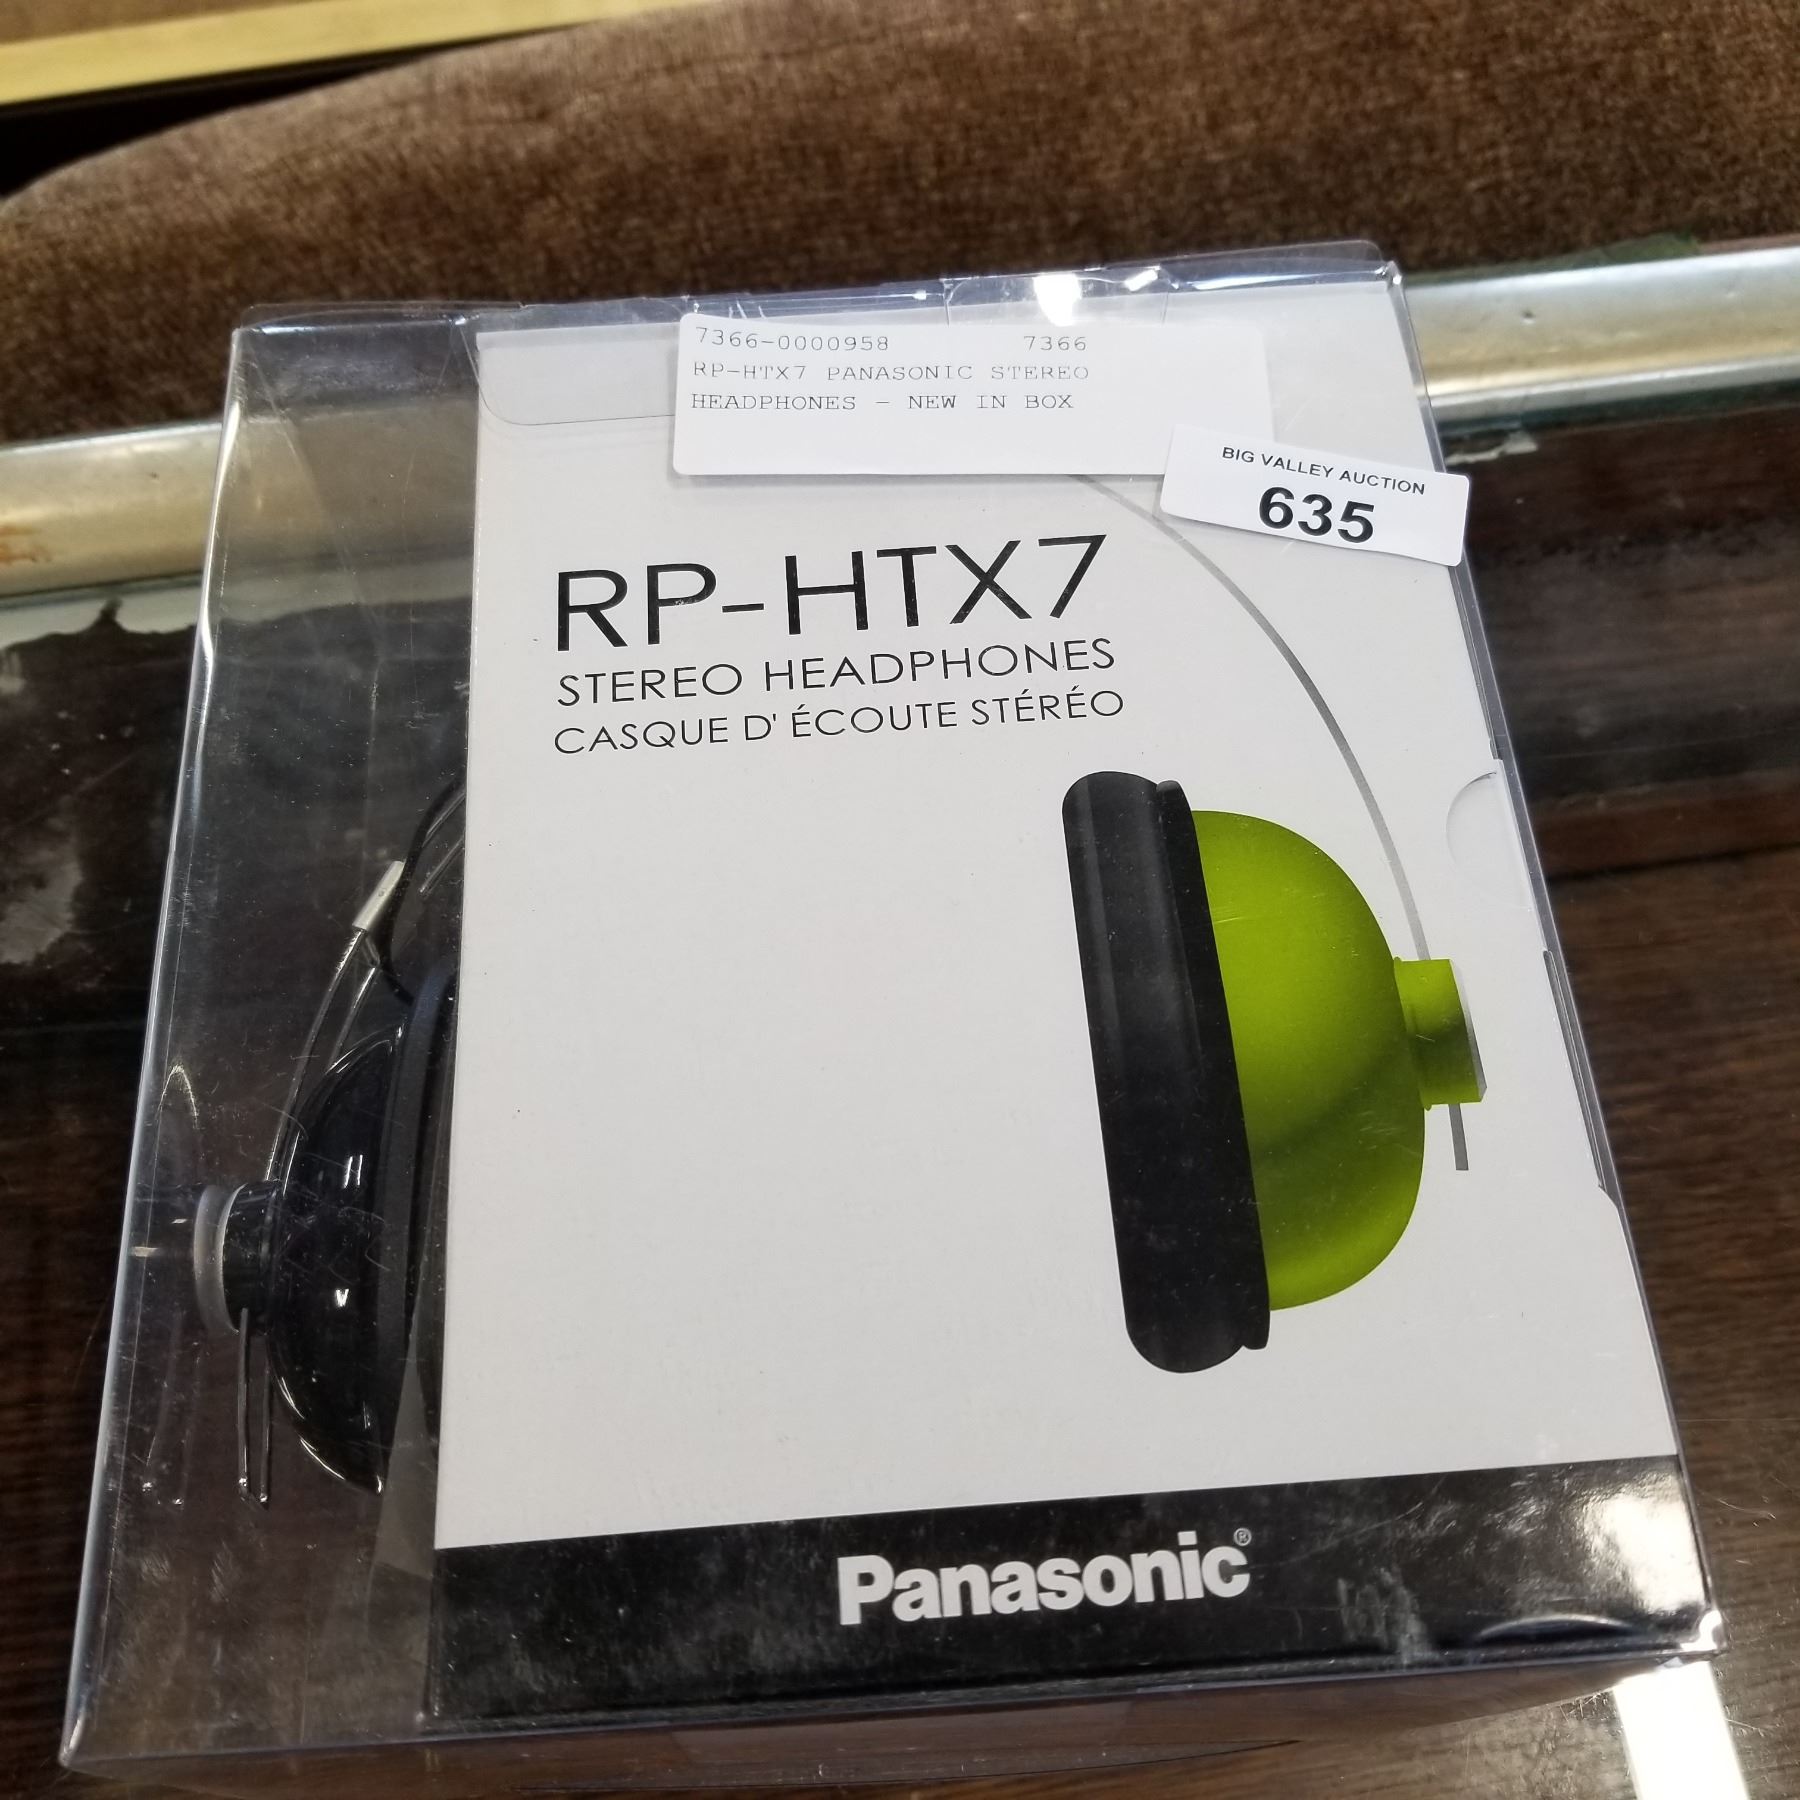 7366-0000958 7366
RP-HTX7 PANASONIC STEREO
HEADPHONES - NEW IN BOX
BIG VALLEY AUCTION
635
RP-HTX7
STEREO HEADPHONES
CASQUE D' ÉCOUTE STÉRÉO
Panasonic®